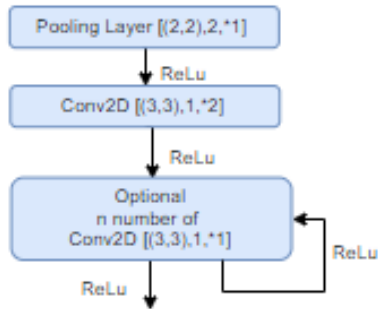 Pooling Layer [(2,2),2,*1]
ReLu
Conv2D [(3,3),1,*2]
ReLu
Optional
n number of
Conv2D [(3,3),1,*1]
ReLu
ReLu